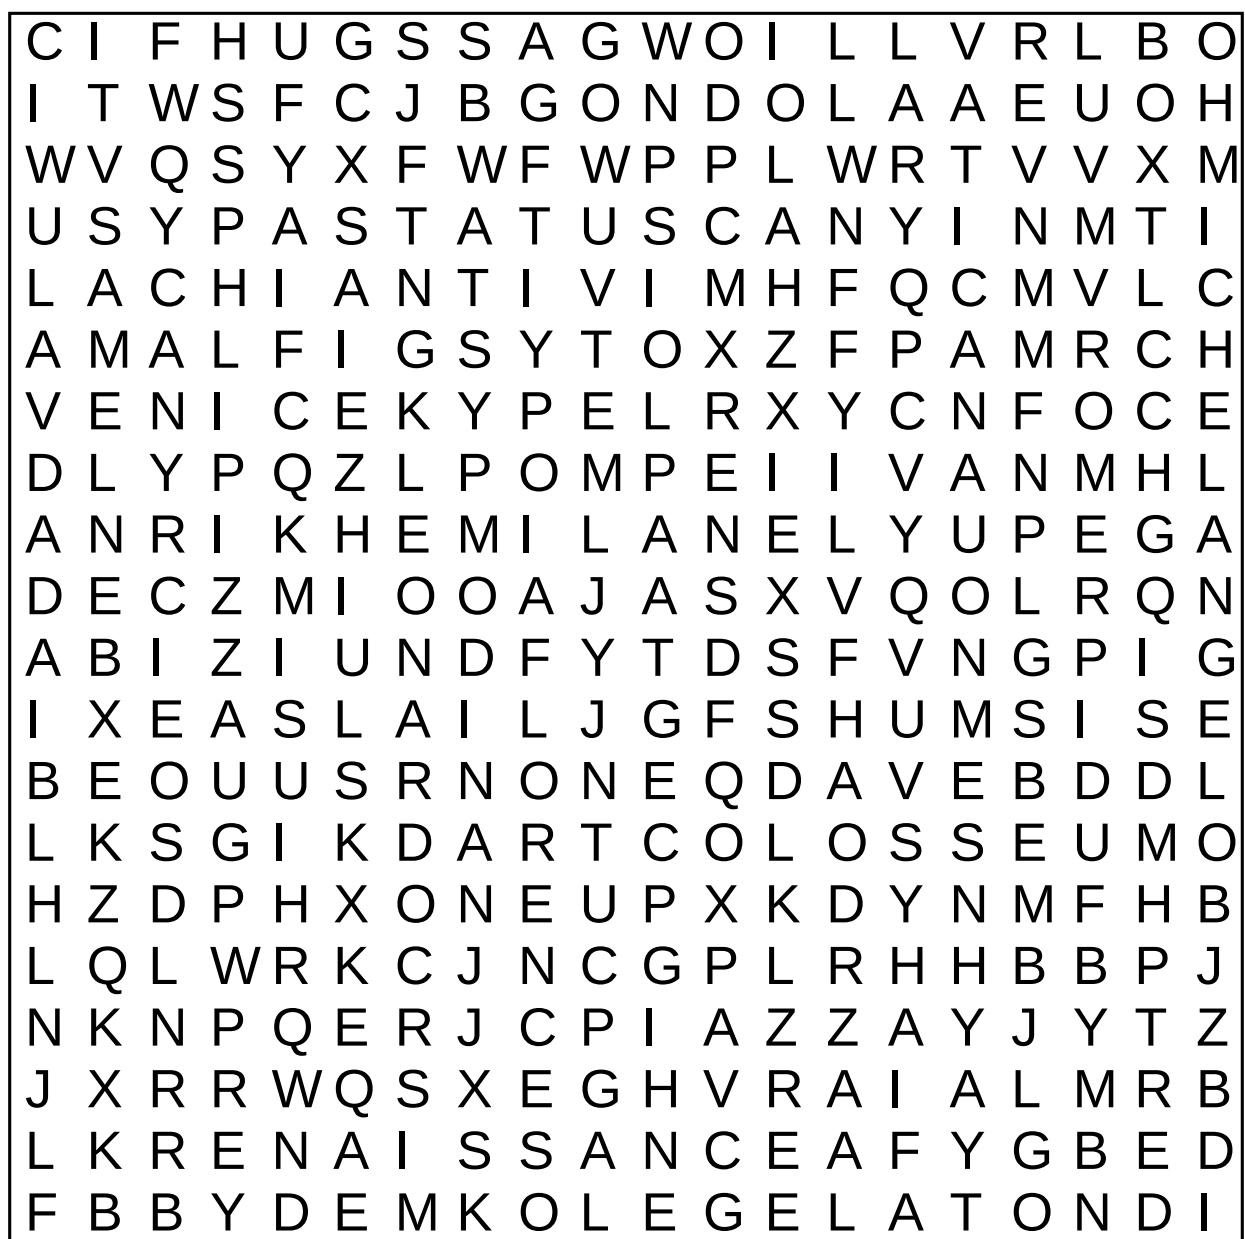 C I F H U G S S A G W O I L L V R L B O
I T W S F C J B G O N D O L A A E U O H
W V Q S Y X F W F W P P L W R T V V X M
U S Y P A S T A T U S C A N Y I N M T I
L A C H I A N T I V I M H F Q C M V L C
A M A L F I G S Y T O X Z F P A M R C H
V E N I C E K Y P E L R X Y C N F O C E
D L Y P Q Z L P O M P E I I V A N M H L
A N R I K H E M I L A N E L Y U P E G A
D E C Z M I O O A J A S X V Q O L R Q N
A B I Z I U N D F Y T D S F V N G P I G
I X E A S L A I L J G F S H U M S I S E
B E O U U S R N O N E Q D A V E B D D L
L K S G I K D A R T C O L O S S E U M O
H Z D P H X O N E U P X K D Y N M F H B
L Q L W R K C J N C G P L R H H B B P J
N K N P Q E R J C P I A Z Z A Y J Y T Z
J X R R W Q S X E G H V R A I A L M R B
L K R E N A I S S A N C E A F Y G B E D
F B B Y D E M K O L E G E L A T O N D I